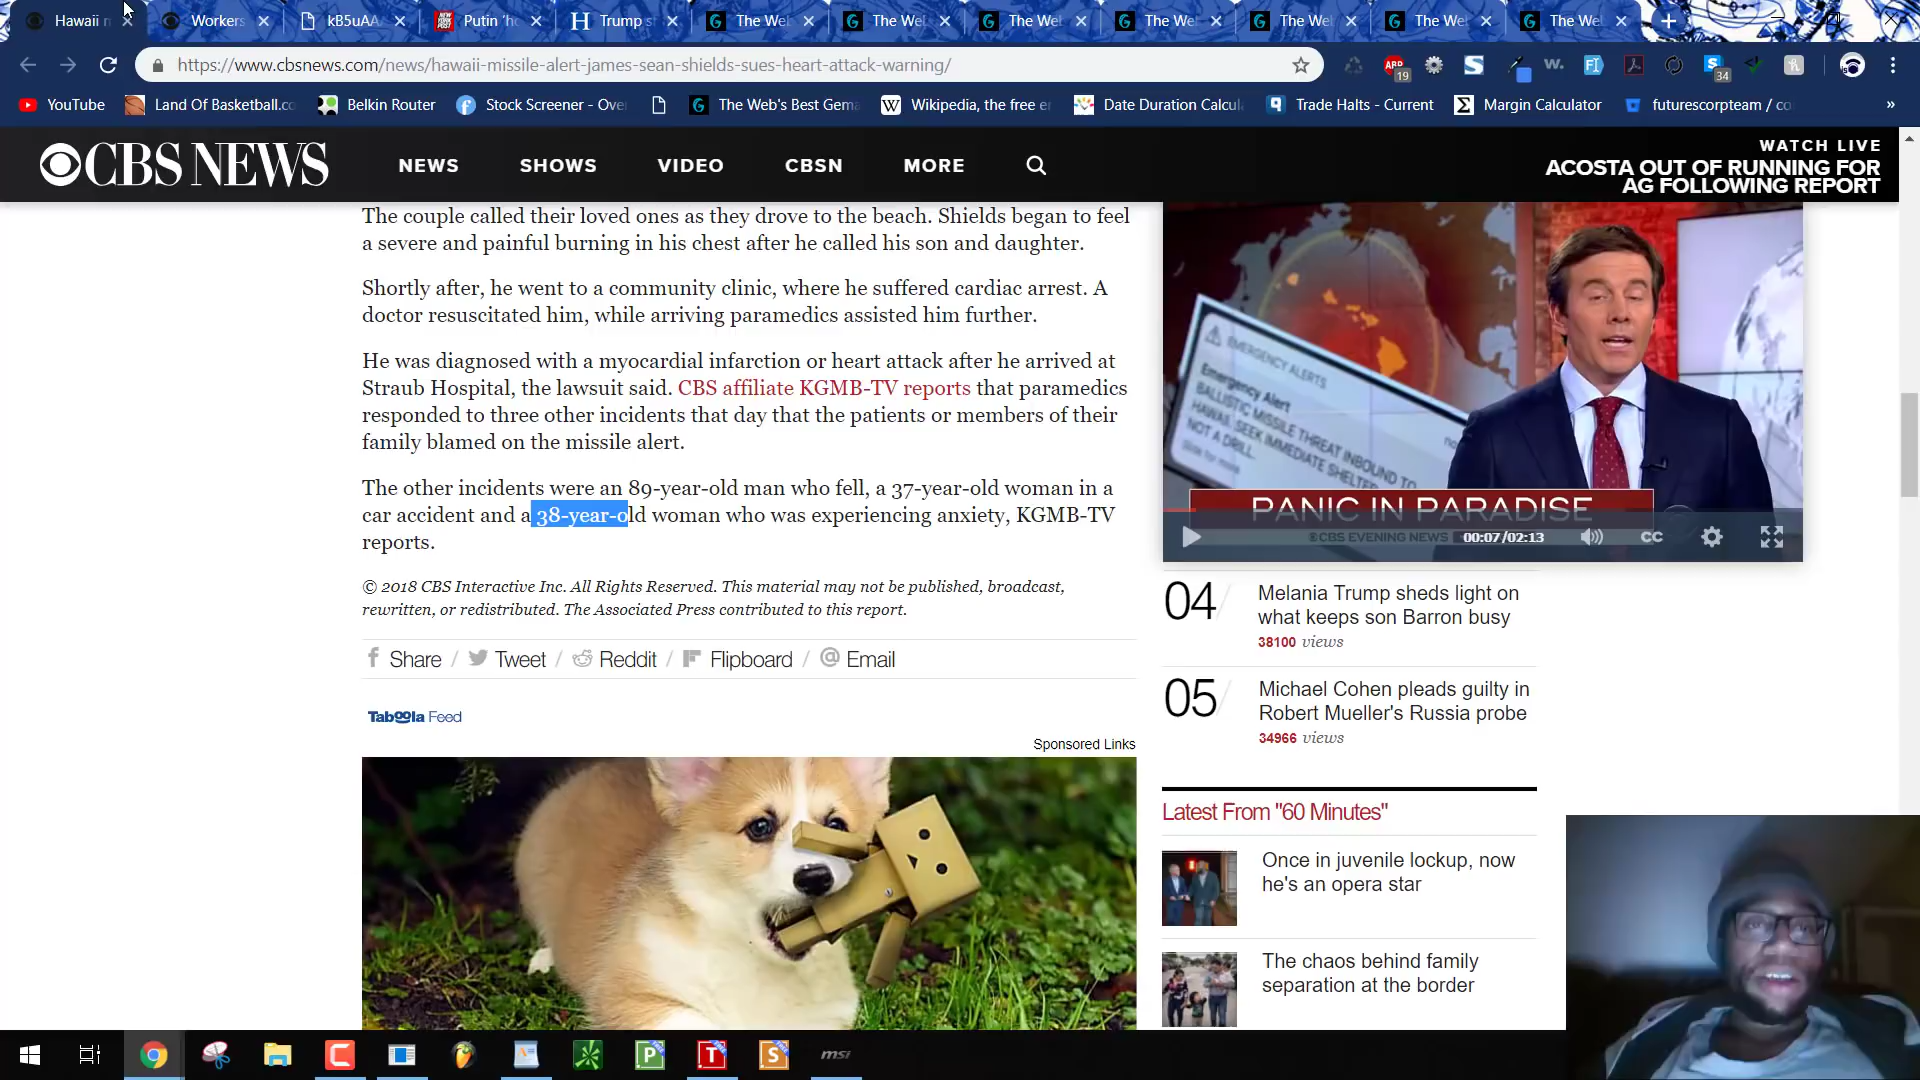 Hawaii
Workers
kB5uAA
Putin 'h
Trump s
The We
The We
The We
The We
The We
The We
The We
https://www.cbsnews.com/news/hawaii-missile-alert-james-sean-shields-sues-heart-attack-warning/
19
34
YouTube
Land Of Basketball.c
Belkin Router
Stock Screener - Ove
The Web's Best Gem
Wikipedia, the free e
Date Duration Calcu
Trade Halts - Current
Margin Calculator
futurescorpteam / co
»
CBS NEWS
NEWS
SHOWS
VIDEO
CBSN
MORE
WATCH LIVE
ACOSTA OUT OF RUNNING FOR
AG FOLLOWING REPORT
The couple called their loved ones as they drove to the beach. Shields began to feel
a severe and painful burning in his chest after he called his son and daughter.
Shortly after, he went to a community clinic, where he suffered cardiac arrest. A
doctor resuscitated him, while arriving paramedics assisted him further.
He was diagnosed with a myocardial infarction or heart attack after he arrived at
Straub Hospital, the lawsuit said. CBS affiliate KGMB-TV reports that paramedics
responded to three other incidents that day that the patients or members of their
family blamed on the missile alert.
The other incidents were an 89-year-old man who fell, a 37-year-old woman in a
car accident and a 38-year-old woman who was experiencing anxiety, KGMB-TV
reports.
© 2018 CBS Interactive Inc. All Rights Reserved. This material may not be published, broadcast,
rewritten, or redistributed. The Associated Press contributed to this report.
Share / Tweet / Reddit / Flipboard / Email
Taboola Feed
Sponsored Links
EMERGENCY ALERTS
Emergency Alert
BALLISTIC MISSILE THREAT INBOUND TO
HAWAII. SEEK IMMEDIATE SHELTER.
NOT A DRILL.
Slide for more
PANIC IN PARADISE
CBS EVENING NEWS
00:07/02:13
CC
04
Melania Trump sheds light on
what keeps son Barron busy
38100 views
05
Michael Cohen pleads guilty in
Robert Mueller's Russia probe
34966 views
Latest From "60 Minutes"
Once in juvenile lockup, now
he's an opera star
The chaos behind family
separation at the border
P
T
S
msi